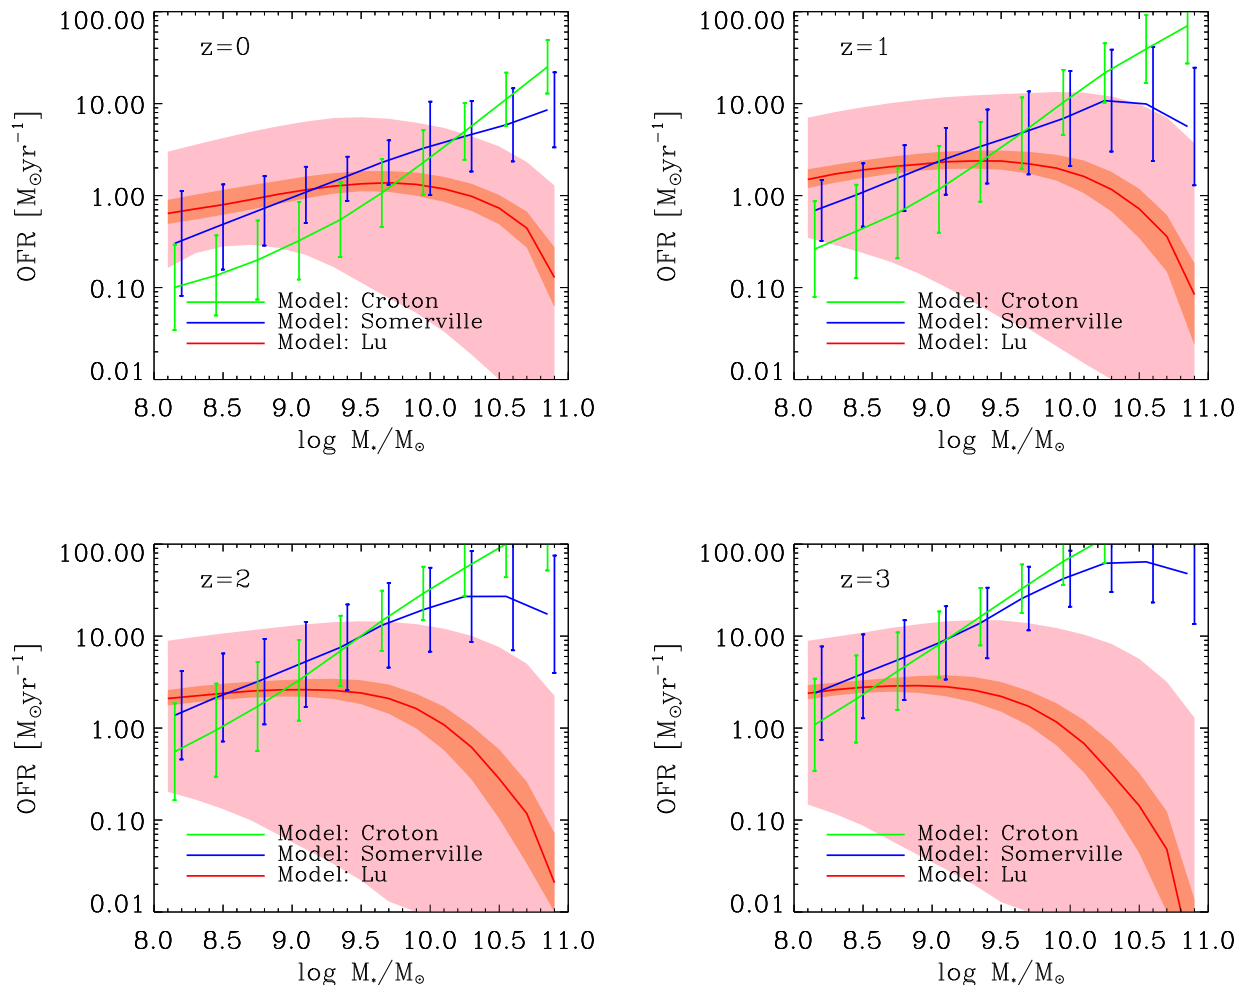 z=0
100.00
10.00
1.00
0.10
0.01
OFR [M⊙yr⁻¹]
Model: Croton
Model: Somerville
Model: Lu
8.0 8.5 9.0 9.5 10.0 10.5 11.0
log M*/M⊙
z=1
100.00
10.00
1.00
0.10
0.01
OFR [M⊙yr⁻¹]
Model: Croton
Model: Somerville
Model: Lu
8.0 8.5 9.0 9.5 10.0 10.5 11.0
log M*/M⊙
z=2
100.00
10.00
1.00
0.10
0.01
OFR [M⊙yr⁻¹]
Model: Croton
Model: Somerville
Model: Lu
8.0 8.5 9.0 9.5 10.0 10.5 11.0
log M*/M⊙
z=3
100.00
10.00
1.00
0.10
0.01
OFR [M⊙yr⁻¹]
Model: Croton
Model: Somerville
Model: Lu
8.0 8.5 9.0 9.5 10.0 10.5 11.0
log M*/M⊙